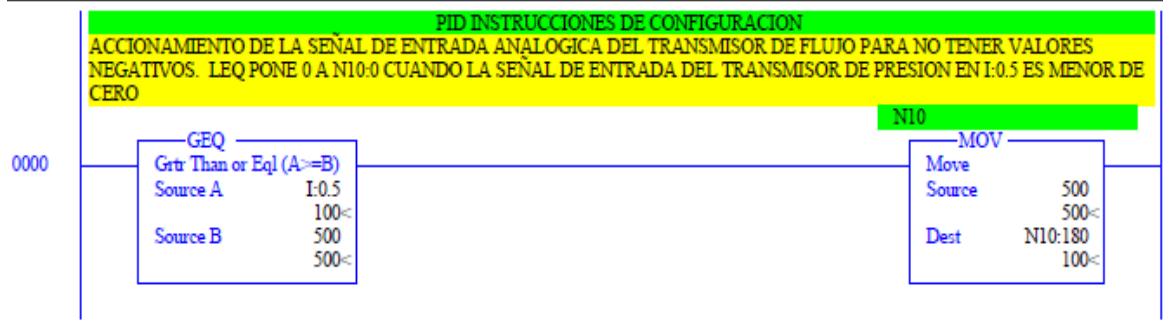 PID INSTRUCCIONES DE CONFIGURACION
ACCIONAMIENTO DE LA SEÑAL DE ENTRADA ANALOGICA DEL TRANSMISOR DE FLUJO PARA NO TENER VALORES
NEGATIVOS. LEQ PONE 0 A N10:0 CUANDO LA SEÑAL DE ENTRADA DEL TRANSMISOR DE PRESION EN I:0.5 ES MENOR DE
CERO
N10
GEQ
MOV
0000
Grtr Than or Eql (A>=B)
Move
Source A I:0.5
Source 500
100<
500<
Source B 500
Dest N10:180
500<
100<